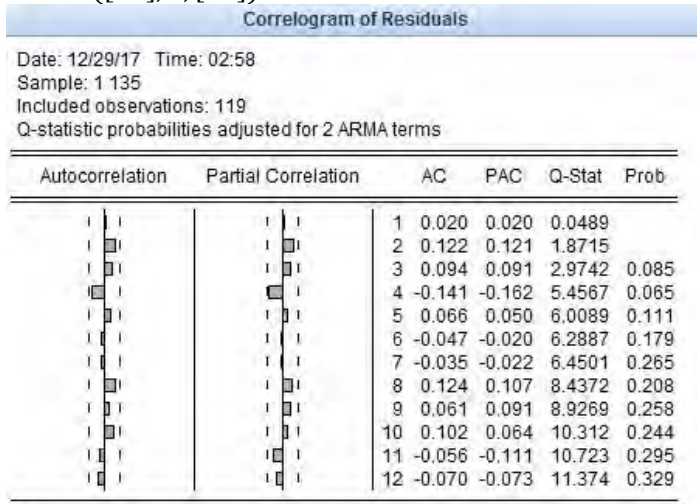 Correlogram of Residuals
Date: 12/29/17 Time: 02:58
Sample: 1 135
Included observations: 119
Q-statistic probabilities adjusted for 2 ARMA terms
Autocorrelation Partial Correlation AC PAC Q-Stat Prob
1 0.020 0.020 0.0489
2 0.122 0.121 1.8715
3 0.094 0.091 2.9742 0.085
4 -0.141 -0.162 5.4567 0.065
5 0.066 0.050 6.0089 0.111
6 -0.047 -0.020 6.2887 0.179
7 -0.035 -0.022 6.4501 0.265
8 0.124 0.107 8.4372 0.208
9 0.061 0.091 8.9269 0.258
10 0.102 0.064 10.312 0.244
11 -0.056 -0.111 10.723 0.295
12 -0.070 -0.073 11.374 0.329